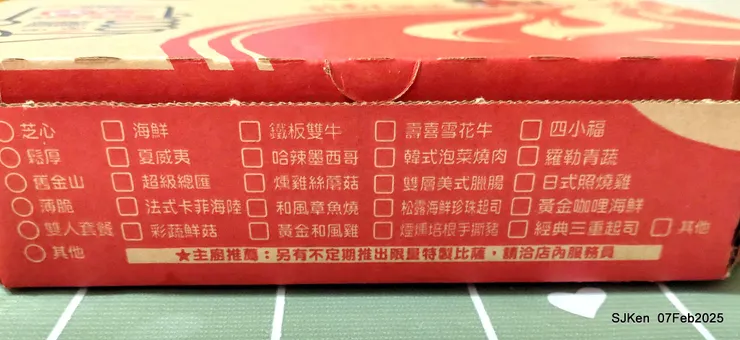 ○芝心 □海鮮 □鐵板雙牛 □壽喜雪花牛 □四小福
○鬆厚 □夏威夷 □哈辣墨西哥 □韓式泡菜燒肉 □羅勒青蔬
○舊金山 □超級總匯 □燻雞絲蘑菇 □雙層美式臘腸 □日式照燒雞
○薄脆 □法式卡菲海陸 □和風章魚燒 □松露海鮮珍珠起司 □黃金咖哩海鮮
○雙人套餐 □彩蔬鮮菇 □黃金和風雞 □煙燻培根手撕豬 □經典三重起司 □其他
○其他 ★主廚推薦：另有不定期推出限量特製比薩，請洽店內服務員
SJKen 07Feb2025